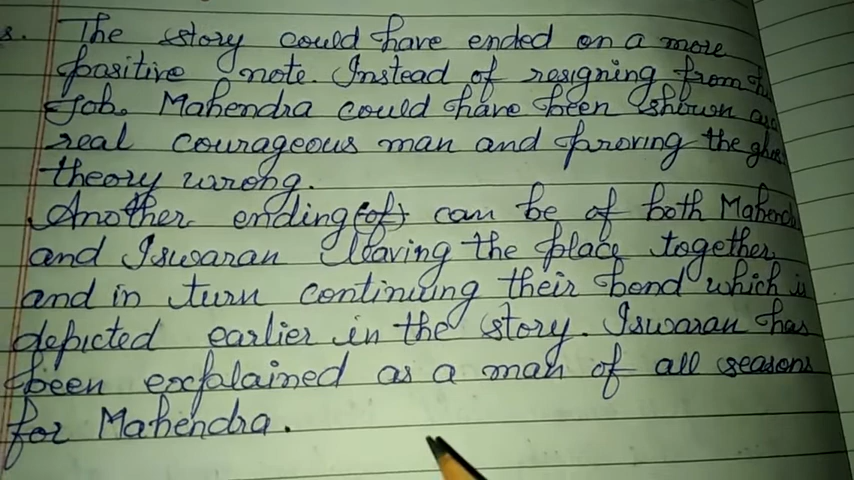 The story could have ended on a more
positive note. Instead of resigning from
Job. Mahendra could have been shown as a
real courageous man and proving the ghost
theory wrong.
Another ending (of) can be of both Mahendra
and Iswaran leaving the place together
and in turn continuing their bond which is
depicted earlier in the story. Iswaran has
been exfalained as a man of all seasons
for Mahendra.